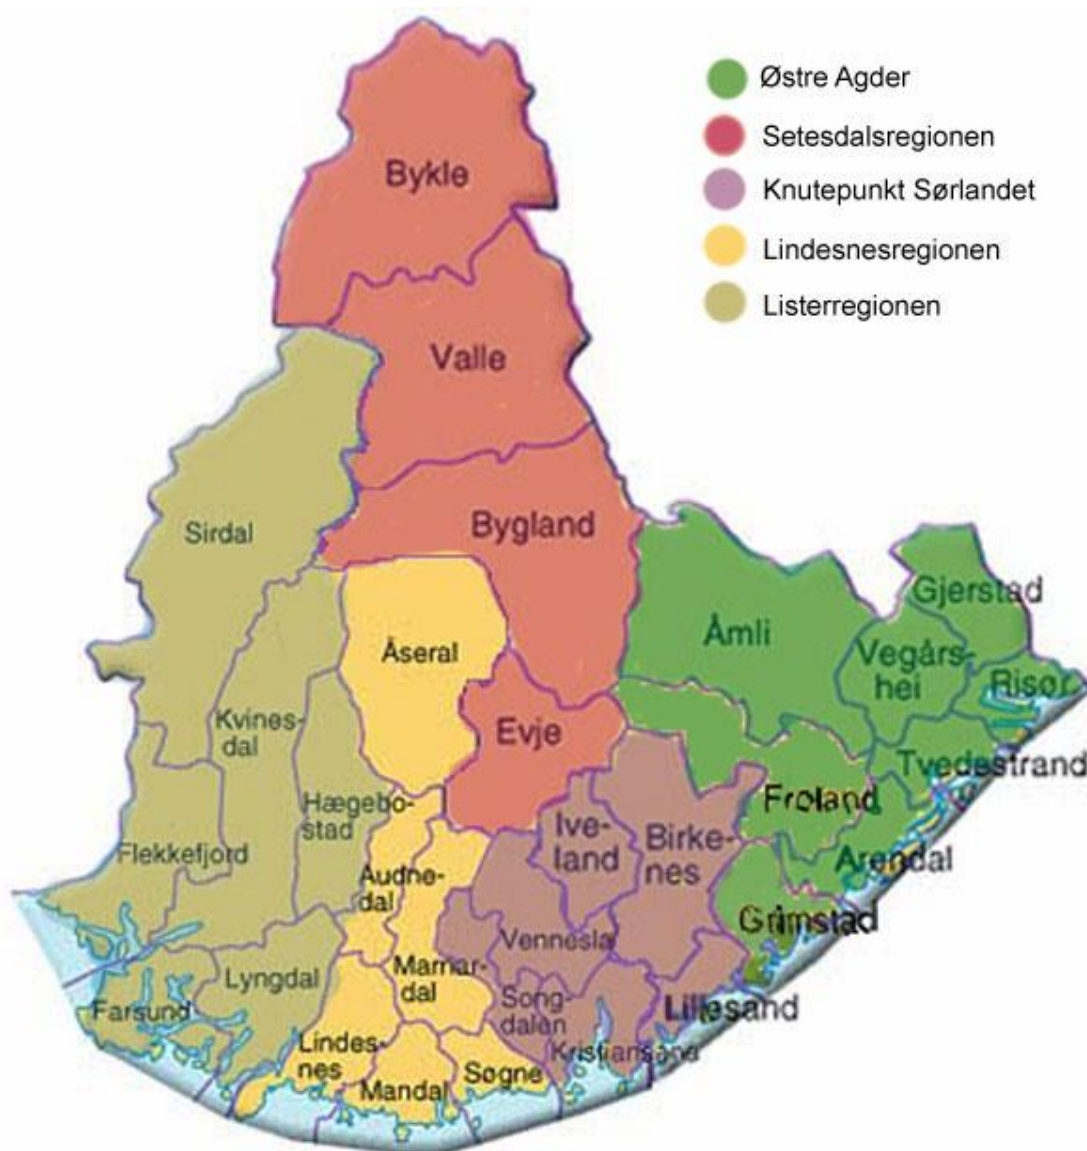 Østre Agder
Setesdalsregionen
Knutepunkt Sørlandet
Lindesnesregionen
Listerregionen
Bykle
Valle
Bygland
Sirdal
Åseral
Evje
Åmli
Gjerstad
Vegårs-
hei
Risør
Tvedestrand
Froland
Arendal
Grimstad
Kvines-
dal
Hægebo-
stad
Flekkefjord
Audne-
dal
Ive-
land
Birke-
nes
Vennesla
Marnar-
dal
Song-
dalen
Lillesand
Kristiansand
Lyngdal
Farsund
Lindes-
nes
Mandal
Søgne